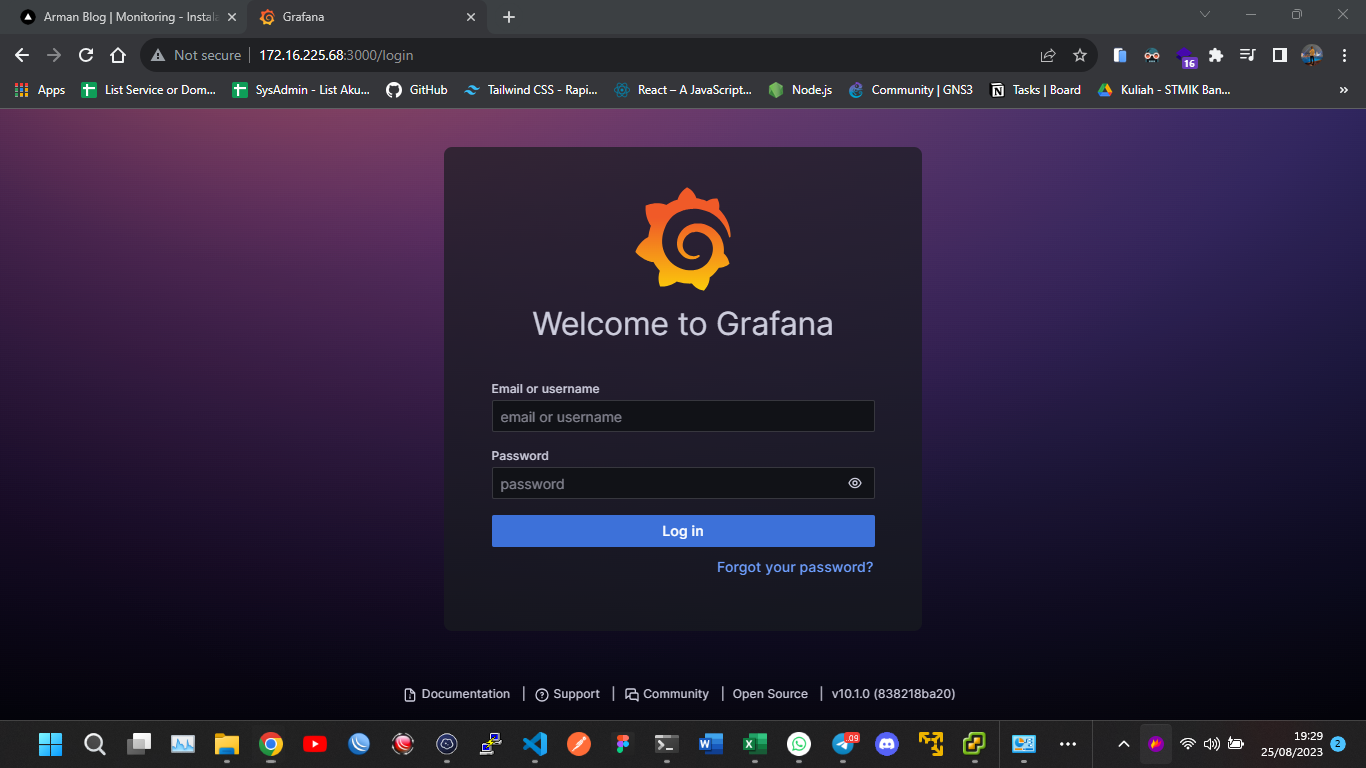 Arman Blog | Monitoring - Instala
Grafana
Not secure
172.16.225.68:3000/login
16
Apps
List Service or Dom...
SysAdmin - List Aku...
GitHub
Tailwind CSS - Rapi...
React – A JavaScript...
Node.js
Community | GNS3
Tasks | Board
Kuliah - STMIK Ban...
»
Welcome to Grafana
Email or username
email or username
Password
password
Log in
Forgot your password?
Documentation | Support | Community | Open Source | v10.1.0 (838218ba20)
.09
19:29
25/08/2023
2